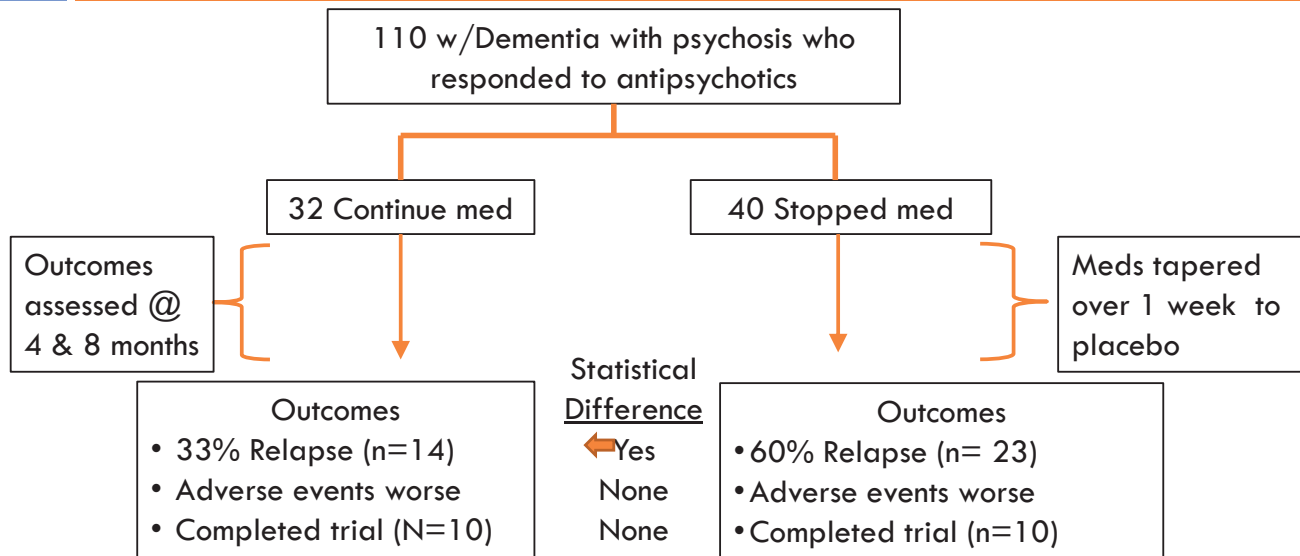 110 w/Dementia with psychosis who
responded to antipsychotics
32 Continue med
40 Stopped med
Outcomes
assessed @
4 & 8 months
Meds tapered
over 1 week to
placebo
Outcomes
• 33% Relapse (n=14)
• Adverse events worse
• Completed trial (N=10)
Statistical
Difference
Yes
None
None
Outcomes
• 60% Relapse (n= 23)
• Adverse events worse
• Completed trial (n=10)